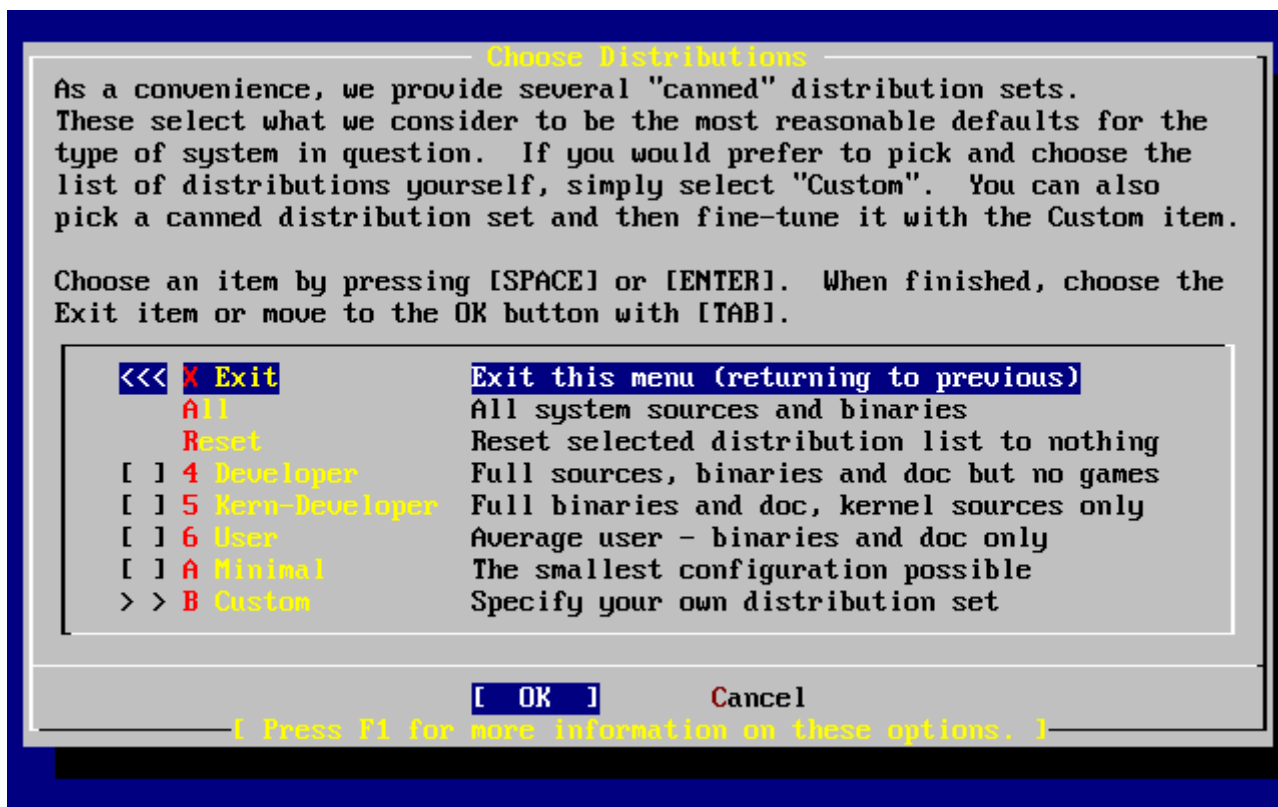 Choose Distributions
As a convenience, we provide several "canned" distribution sets.
These select what we consider to be the most reasonable defaults for the
type of system in question.  If you would prefer to pick and choose the
list of distributions yourself, simply select "Custom".  You can also
pick a canned distribution set and then fine-tune it with the Custom item.
Choose an item by pressing [SPACE] or [ENTER].  When finished, choose the
Exit item or move to the OK button with [TAB].
<<< X Exit Exit this menu (returning to previous)
All All system sources and binaries
Reset Reset selected distribution list to nothing
[ ] 4 Developer Full sources, binaries and doc but no games
[ ] 5 Kern-Developer Full binaries and doc, kernel sources only
[ ] 6 User Average user - binaries and doc only
[ ] A Minimal The smallest configuration possible
> > B Custom Specify your own distribution set
[ OK ] Cancel
[ Press F1 for more information on these options. ]